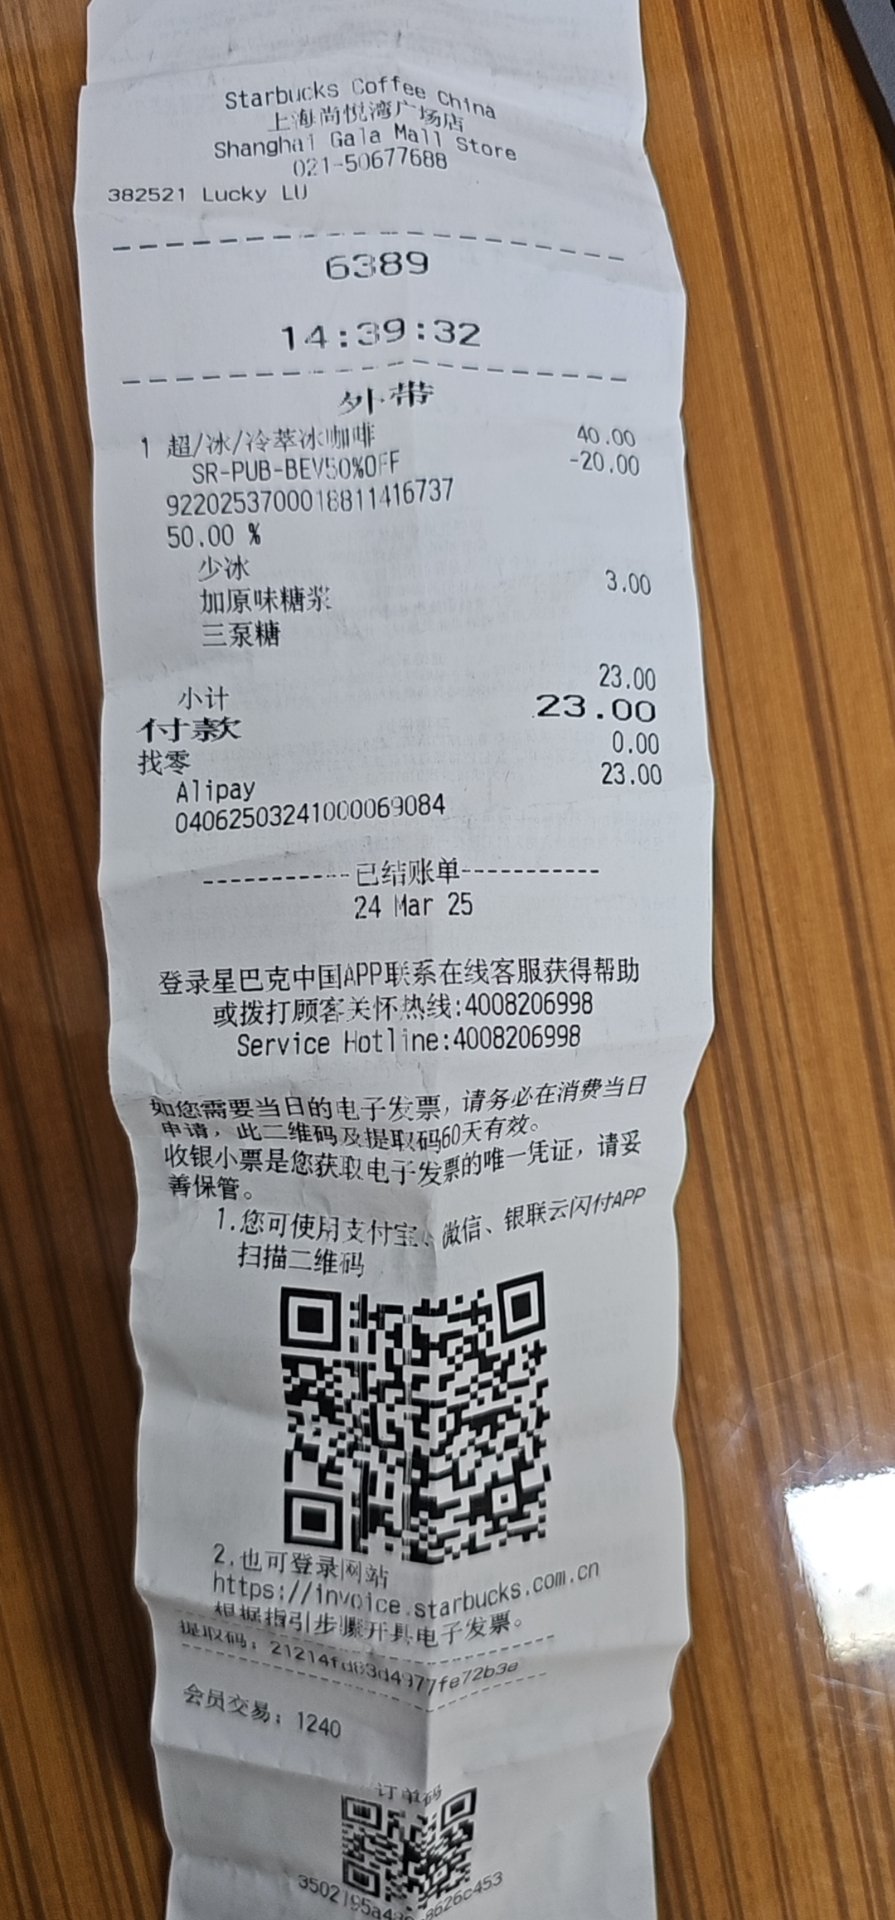 Starbucks Coffee China
上海尚悦湾广场店
Shanghai Gala Mall Store
021-50677688
382521 Lucky LU
6389
14:39:32
外带
1 超/冰/冷萃冰咖啡 40.00
SR-PUB-BEV50%OFF -20.00
9220253700018811416737
50.00 %
少冰
加原味糖浆 3.00
三泵糖
小计 23.00
付款 23.00
找零 0.00
Alipay 23.00
04062503241000069084
-----------已结账单-----------
24 Mar 25
登录星巴克中国APP联系在线客服获得帮助
或拨打顾客关怀热线:4008206998
Service Hotline:4008206998
如您需要当日的电子发票，请务必在消费当日
申请，此二维码及提取码60天有效。
收银小票是您获取电子发票的唯一凭证，请妥
善保管。
1.您可使用支付宝、微信、银联云闪付APP
扫描二维码
2.也可登录网站
https://invoice.starbucks.com.cn
根据指引步骤开具电子发票。
提取码：
会员交易：1240
订单码